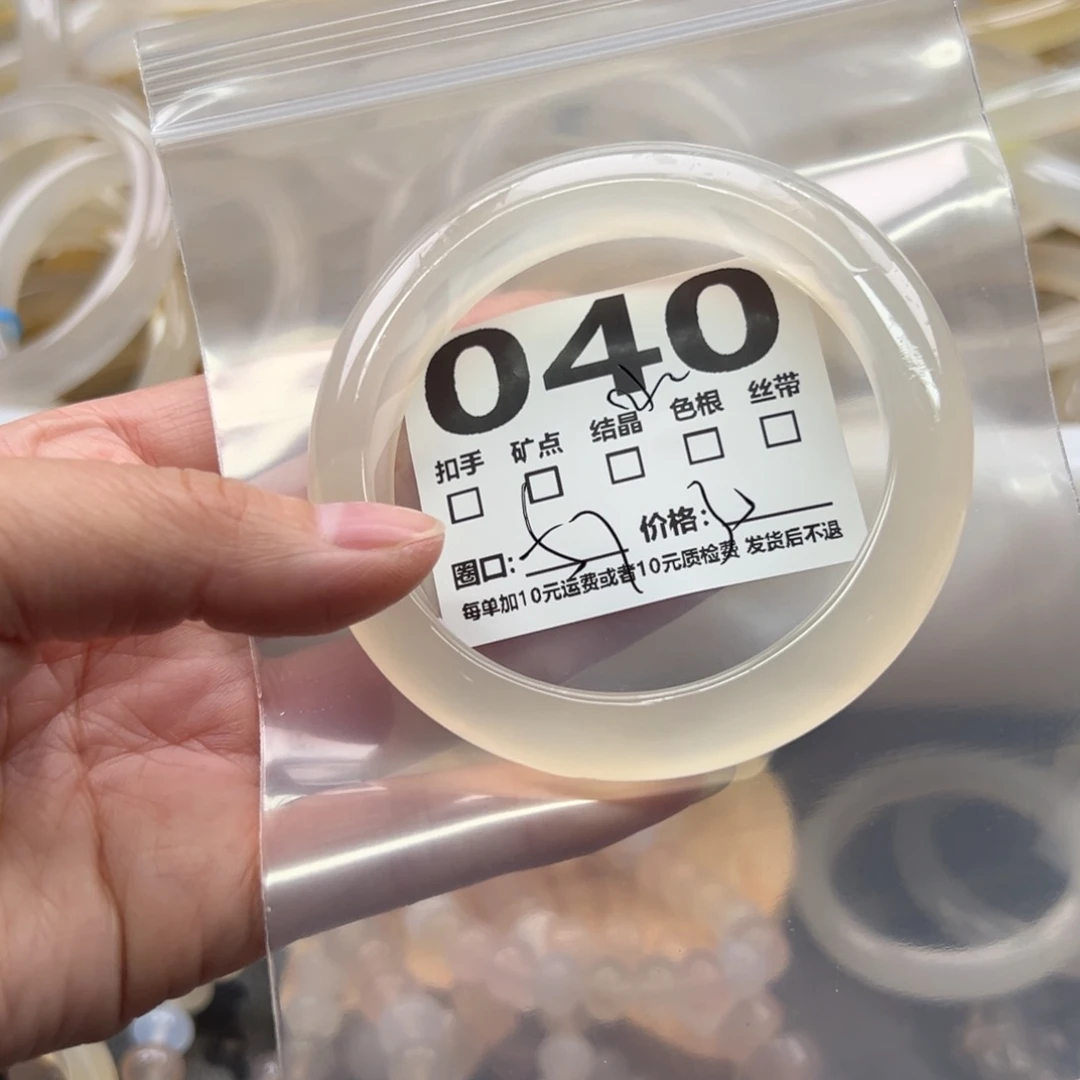 040
扣手 矿点 结晶 色根 丝带
圈口: 价格:
每单加10元运费或者10元质检费 发货后不退